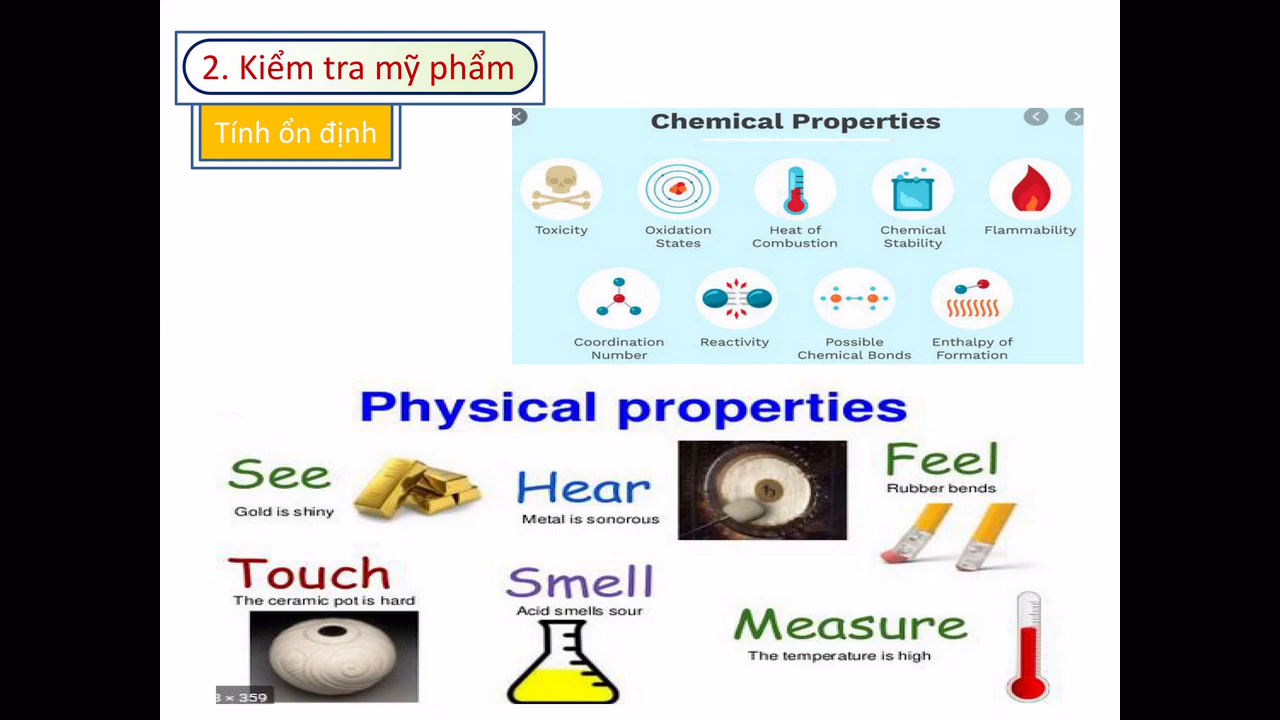 2. Kiểm tra mỹ phẩm
Tính ổn định
Chemical Properties
Toxicity
Oxidation
States
Heat of
Combustion
Chemical
Stability
Flammability
Coordination
Number
Reactivity
Possible
Chemical Bonds
Enthalpy of
Formation
Physical properties
See
Gold is shiny
Hear
Metal is sonorous
Feel
Rubber bends
Touch
The ceramic pot is hard
Smell
Acid smells sour
Measure
The temperature is high
× 359